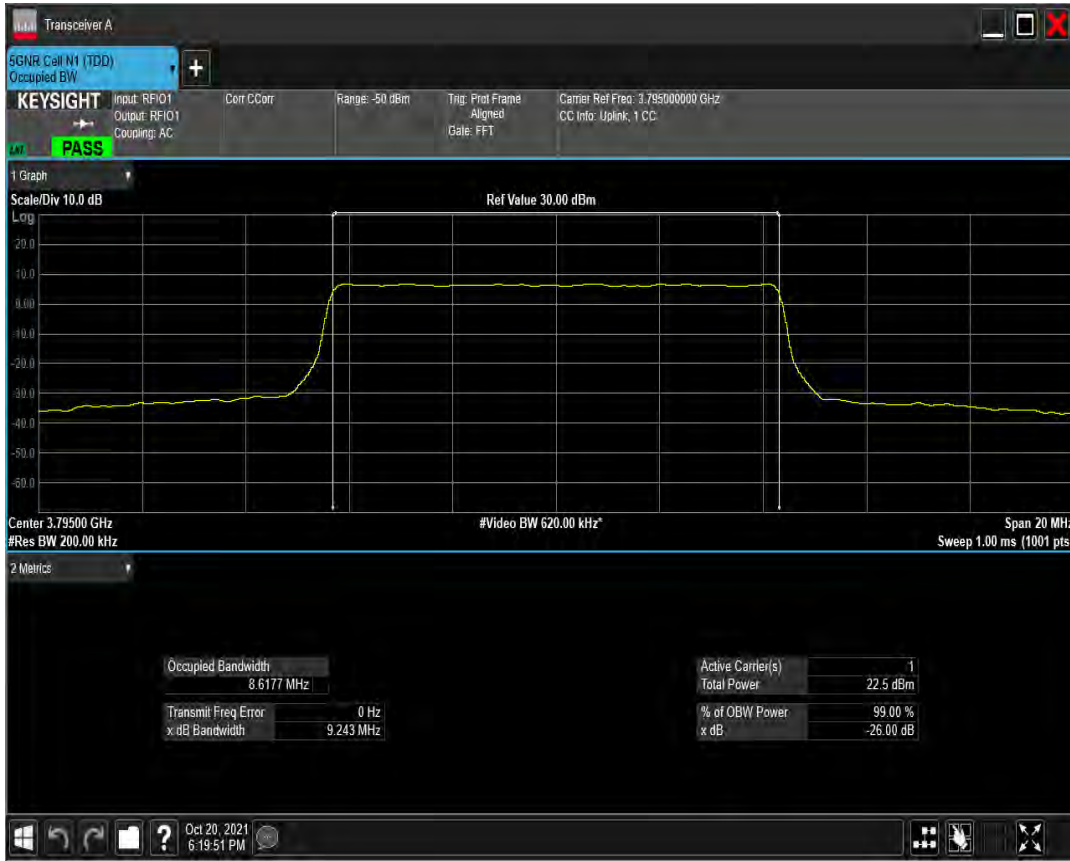 Transceiver A
5GNR Cell N1 (TDD)
Occupied BW
+
KEYSIGHT
Input: RFIO1
Output: RFIO1
Coupling: AC
Corr CCorr
Range: -50 dBm
Trig: Prot Frame
Aligned
Gate: FFT
Carrier Ref Freq: 3.795000000 GHz
CC Info: Uplink, 1 CC
PASS
1 Graph
Scale/Div 10.0 dB
Ref Value 30.00 dBm
Log
20.0
10.0
0.00
-10.0
-20.0
-30.0
-40.0
-50.0
-60.0
Center 3.79500 GHz
#Video BW 620.00 kHz*
Span 20 MHz
#Res BW 200.00 kHz
Sweep 1.00 ms (1001 pts
2 Metrics
Occupied Bandwidth
8.6177 MHz
Transmit Freq Error 0 Hz
x dB Bandwidth 9.243 MHz
Active Carrier(s) 1
Total Power 22.5 dBm
% of OBW Power 99.00 %
x dB -26.00 dB
?
Oct 20, 2021
6:19:51 PM